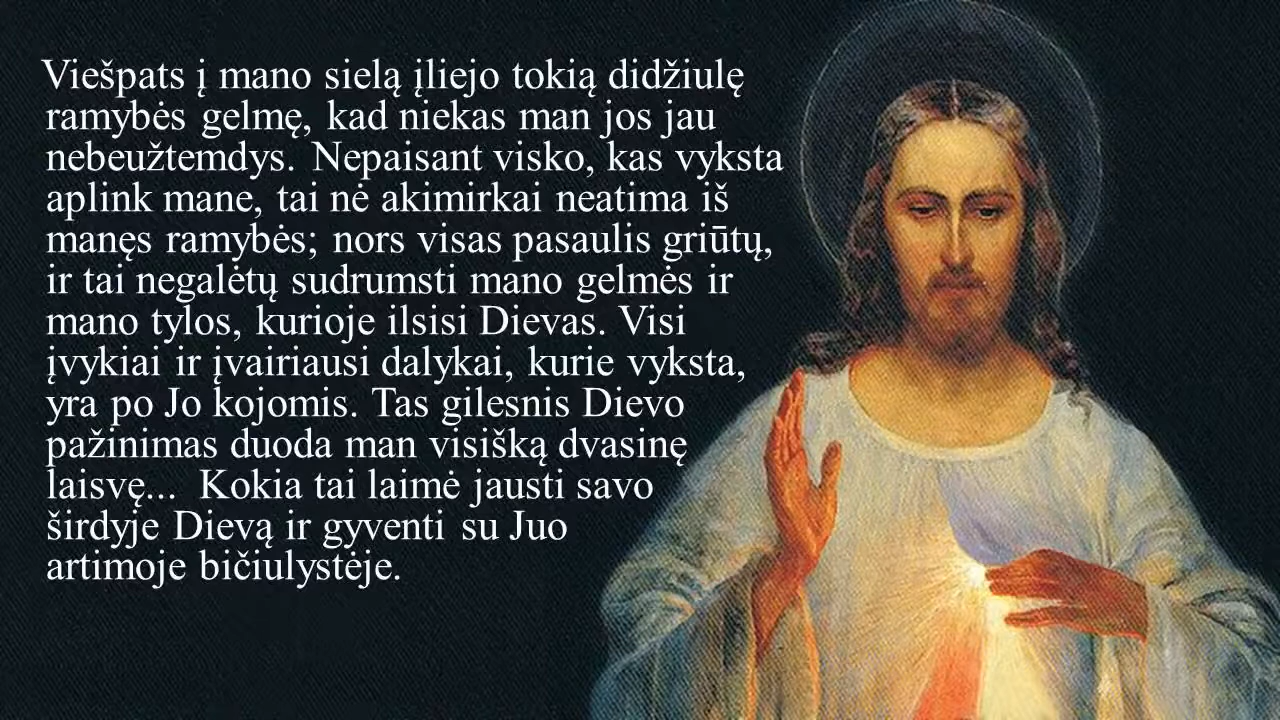 Viešpats į mano sielą įliejo tokią didžiulę
ramybės gelmę, kad niekas man jos jau
nebeužtemdys. Nepaisant visko, kas vyksta
aplink mane, tai nė akimirkai neatima iš
manęs ramybės; nors visas pasaulis griūtų,
ir tai negalėtų sudrumsti mano gelmės ir
mano tylos, kurioje ilsisi Dievas. Visi
įvykiai ir įvairiausi dalykai, kurie vyksta,
yra po Jo kojomis. Tas gilesnis Dievo
pažinimas duoda man visišką dvasinę
laisvę... Kokia tai laimė jausti savo
širdyje Dievą ir gyventi su Juo
artimoje bičiulystėje.